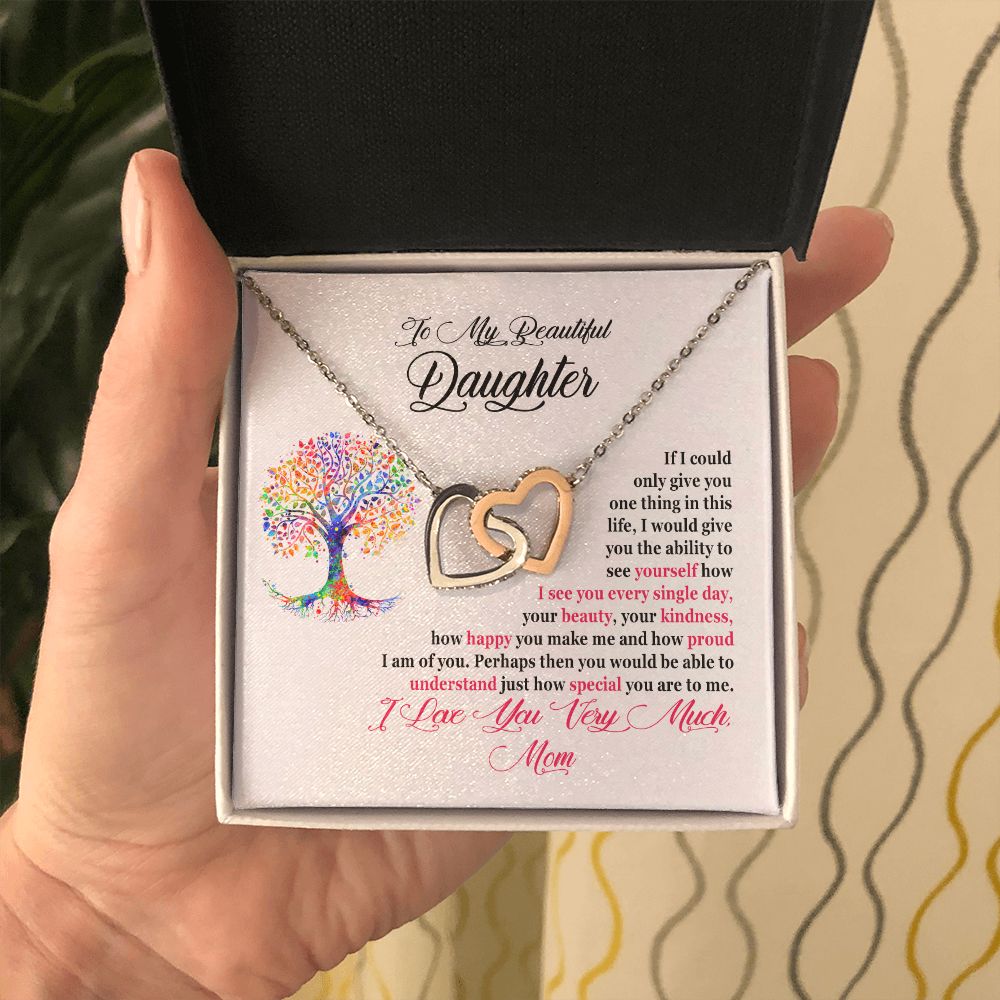 To My Beautiful
Daughter
If I could
only give you
one thing in this
life, I would give
you the ability to
see yourself how
I see you every single day,
your beauty, your kindness,
how happy you make me and how proud
I am of you. Perhaps then you would be able to
understand just how special you are to me.
I Love You Very Much,
Mom